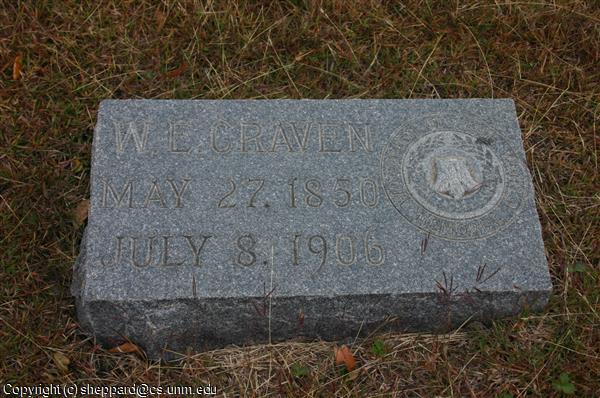 W. E. CRAVEN
MAY 27, 1850
JULY 8, 1906
Copyright (c) sheppard@cs.unm.edu